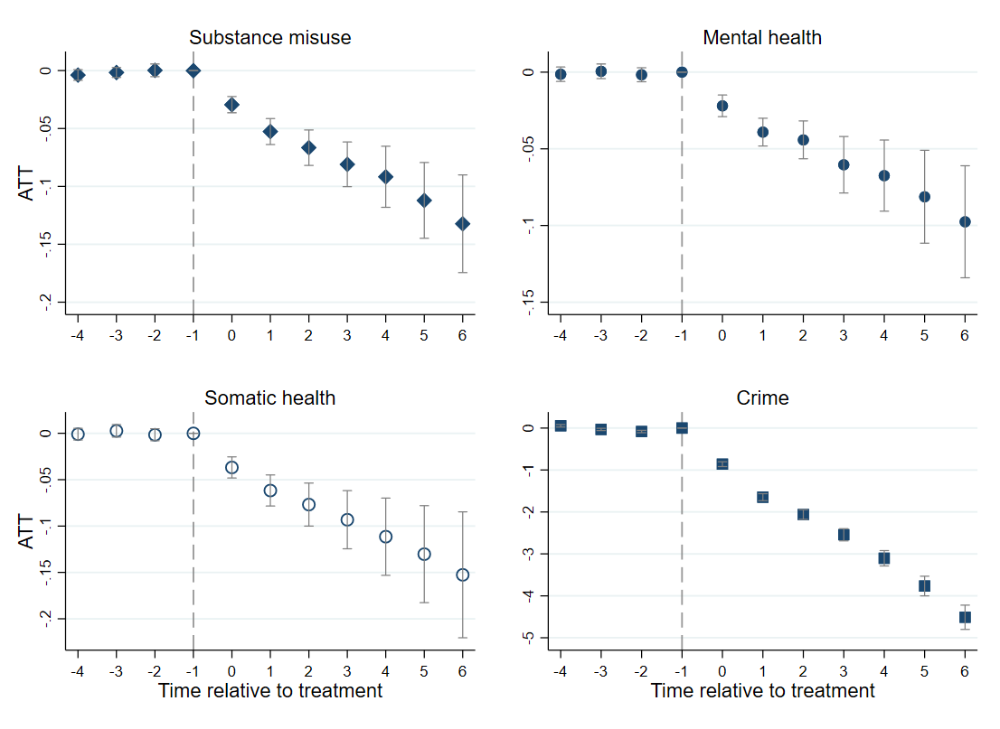 Substance misuse
ATT
0
-.05
-.1
-.15
-.2
-4 -3 -2 -1 0 1 2 3 4 5 6
Mental health
0
-.05
-.1
-.15
-4 -3 -2 -1 0 1 2 3 4 5 6
Somatic health
ATT
0
-.05
-.1
-.15
-.2
-4 -3 -2 -1 0 1 2 3 4 5 6
Time relative to treatment
Crime
0
-1
-2
-3
-4
-5
-4 -3 -2 -1 0 1 2 3 4 5 6
Time relative to treatment